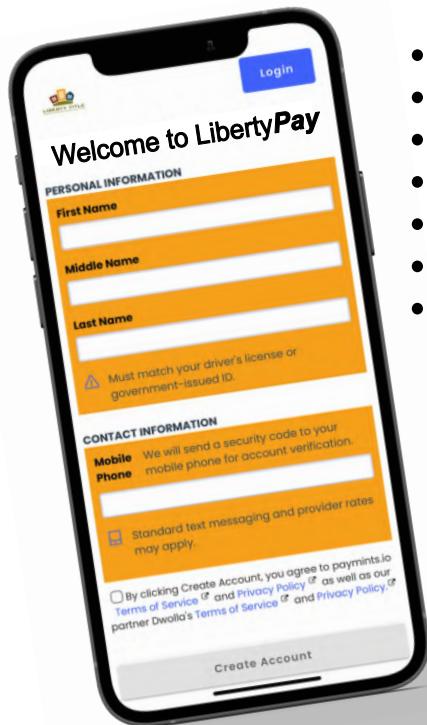 LIBERTY TITLE
Login
Welcome to LibertyPay
PERSONAL INFORMATION
First Name
Middle Name
Last Name
Must match your driver's license or
government-issued ID.
CONTACT INFORMATION
Mobile Phone
We will send a security code to your
mobile phone for account verification.
Standard text messaging and provider rates
may apply.
By clicking Create Account, you agree to paymints.io
Terms of Service and Privacy Policy as well as our
partner Dwolla's Terms of Service and Privacy Policy.
Create Account